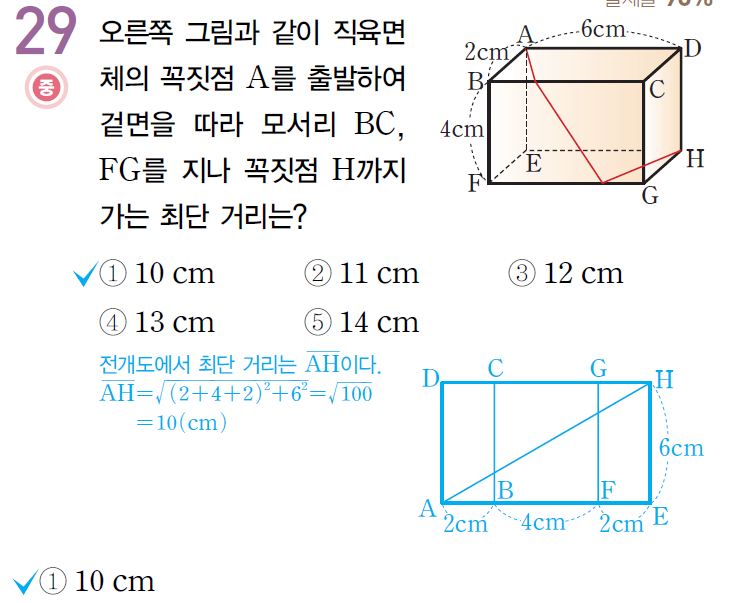 29
중
오른쪽 그림과 같이 직육면
체의 꼭짓점 A를 출발하여
겉면을 따라 모서리 BC,
FG를 지나 꼭짓점 H까지
가는 최단 거리는?
A
6cm
D
2cm
B
C
4cm
E
H
F
G
① 10 cm ② 11 cm ③ 12 cm
④ 13 cm ⑤ 14 cm
전개도에서 최단 거리는 A̅H̅이다.
A̅H̅=√(2+4+2)²+6²=√100
=10(cm)
D C G H
6cm
A B F E
2cm 4cm 2cm
① 10 cm